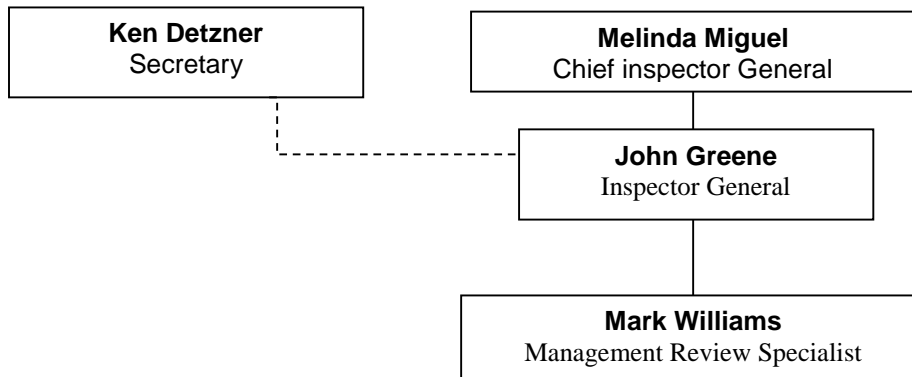 Ken Detzner
Secretary
Melinda Miguel
Chief inspector General
John Greene
Inspector General
Mark Williams
Management Review Specialist